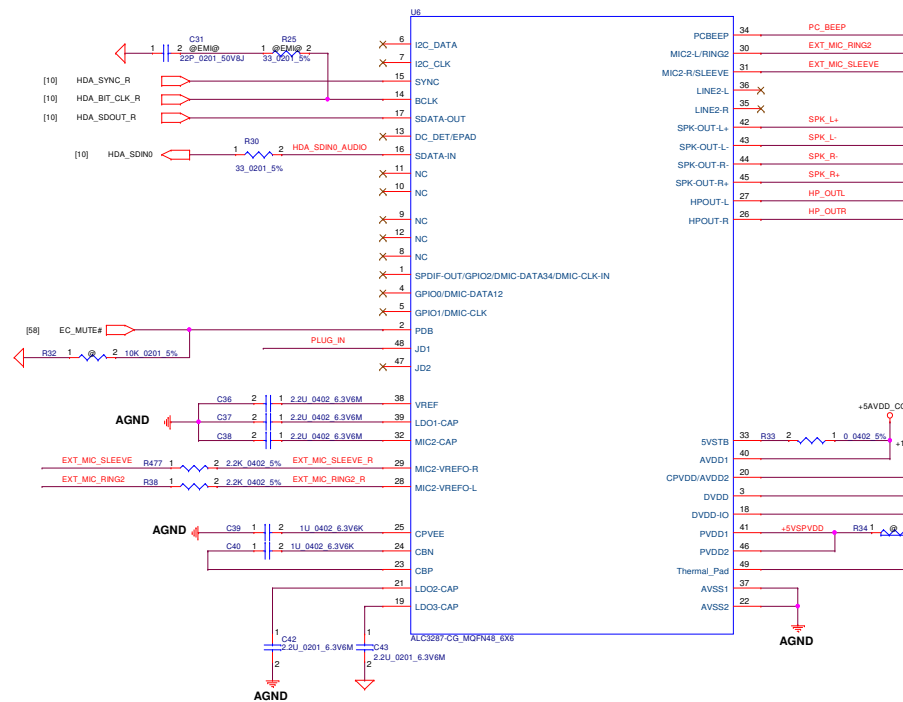 U6
C31
1 2 @EMI@
22P_0201_50V8J
R25
1 @EMI@ 2
33_0201_5%
6 I2C_DATA
7 I2C_CLK
[10] HDA_SYNC_R 15 SYNC
[10] HDA_BIT_CLK_R 14 BCLK
[10] HDA_SDOUT_R 17 SDATA-OUT
13 DC_DET/EPAD
[10] HDA_SDIN0 1 R30 2 HDA_SDIN0_AUDIO 16 SDATA-IN
33_0201_5%
11 NC
10 NC
9 NC
12 NC
8 NC
1 SPDIF-OUT/GPIO2/DMIC-DATA34/DMIC-CLK-IN
4 GPIO0/DMIC-DATA12
5 GPIO1/DMIC-CLK
[58] EC_MUTE# 2 PDB
PLUG_IN 48 JD1
R32 1 @ 2 10K_0201_5%
47 JD2
C36 2 1 2.2U_0402_6.3V6M 38 VREF
AGND C37 2 1 2.2U_0402_6.3V6M 39 LDO1-CAP
C38 2 1 2.2U_0402_6.3V6M 32 MIC2-CAP
EXT_MIC_SLEEVE R477 1 2 2.2K_0402_5% EXT_MIC_SLEEVE_R 29 MIC2-VREFO-R
EXT_MIC_RING2 R38 1 2 2.2K_0402_5% EXT_MIC_RING2_R 28 MIC2-VREFO-L
AGND C39 1 2 1U_0402_6.3V6K 25 CPVEE
C40 1 2 1U_0402_6.3V6K 24 CBN
23 CBP
21 LDO2-CAP
19 LDO3-CAP
1 C42 2.2U_0201_6.3V6M 2
AGND
1 C43 2.2U_0201_6.3V6M 2
ALC3287-CG_MQFN48_6X6
PCBEEP 34 PC_BEEP
MIC2-L/RING2 30 EXT_MIC_RING2
MIC2-R/SLEEVE 31 EXT_MIC_SLEEVE
LINE2-L 36
LINE2-R 35
SPK-OUT-L+ 42 SPK_L+
SPK-OUT-L- 43 SPK_L-
SPK-OUT-R- 44 SPK_R-
SPK-OUT-R+ 45 SPK_R+
HPOUT-L 27 HP_OUTL
HPOUT-R 26 HP_OUTR
+5AVDD_CO
5VSTB 33 R33 2 1 0_0402_5%
+1
AVDD1 40
CPVDD/AVDD2 20
DVDD 3
DVDD-IO 18
PVDD1 41 +5VSPVDD R34 1 @
PVDD2 46
Thermal_Pad 49
AVSS1 37
AVSS2 22
AGND